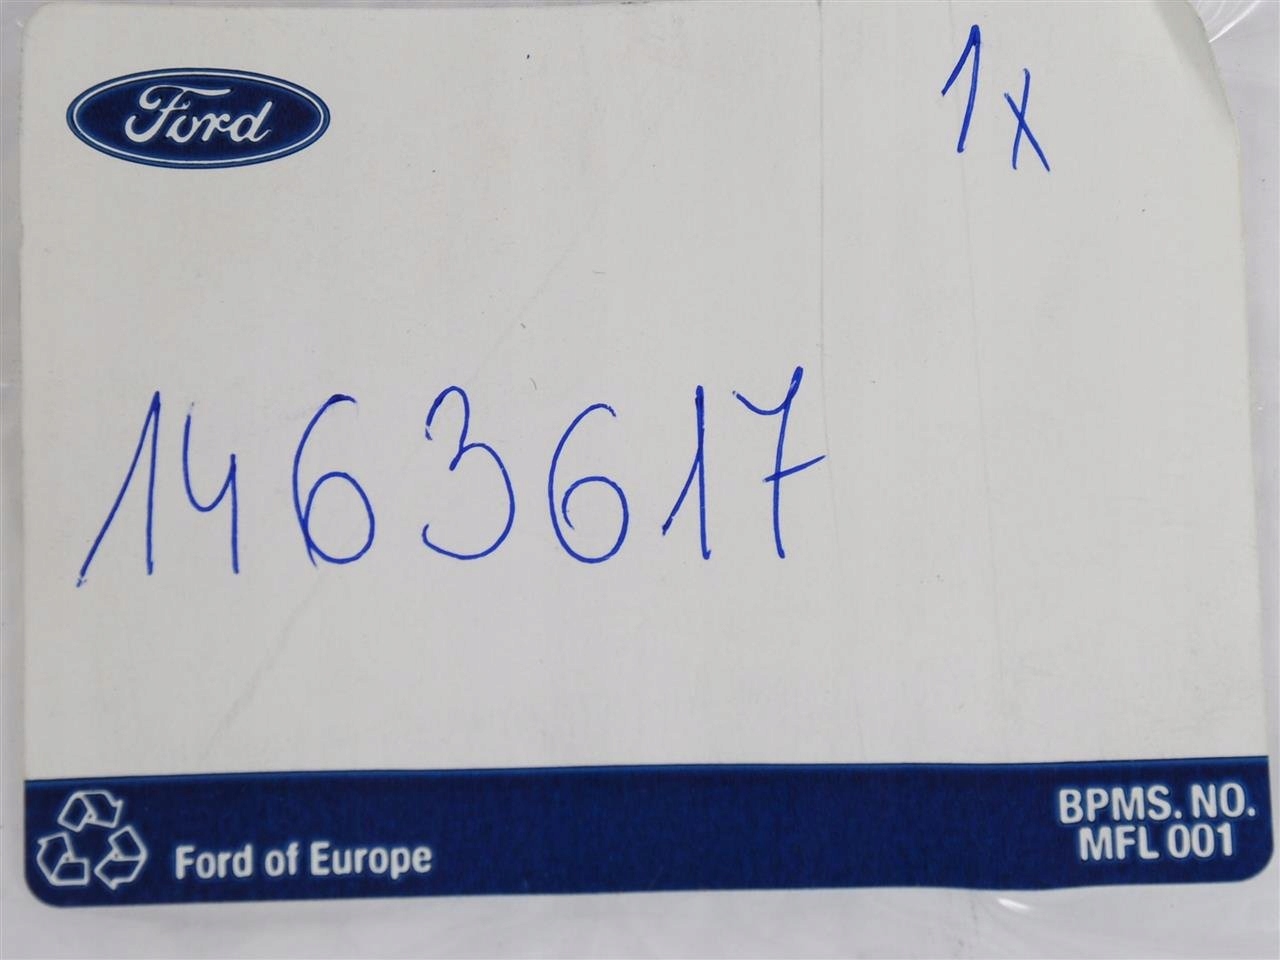 Ford
1x
1463617
Ford of Europe
BPMS. NO.
MFL 001